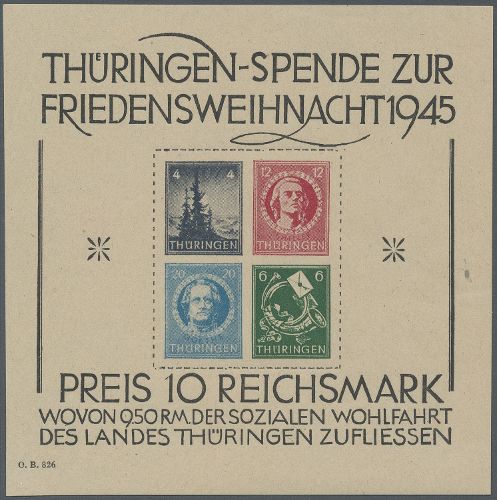 THÜRINGEN-SPENDE ZUR
FRIEDENSWEIHNACHT 1945
4 4
THÜRINGEN
12 12
THÜRINGEN
20 20
THÜRINGEN
6 6
THÜRINGEN
PREIS 10 REICHSMARK
WOVON 9.50 RM. DER SOZIALEN WOHLFAHRT
DES LANDES THÜRINGEN ZUFLIESSEN
O. B. 826